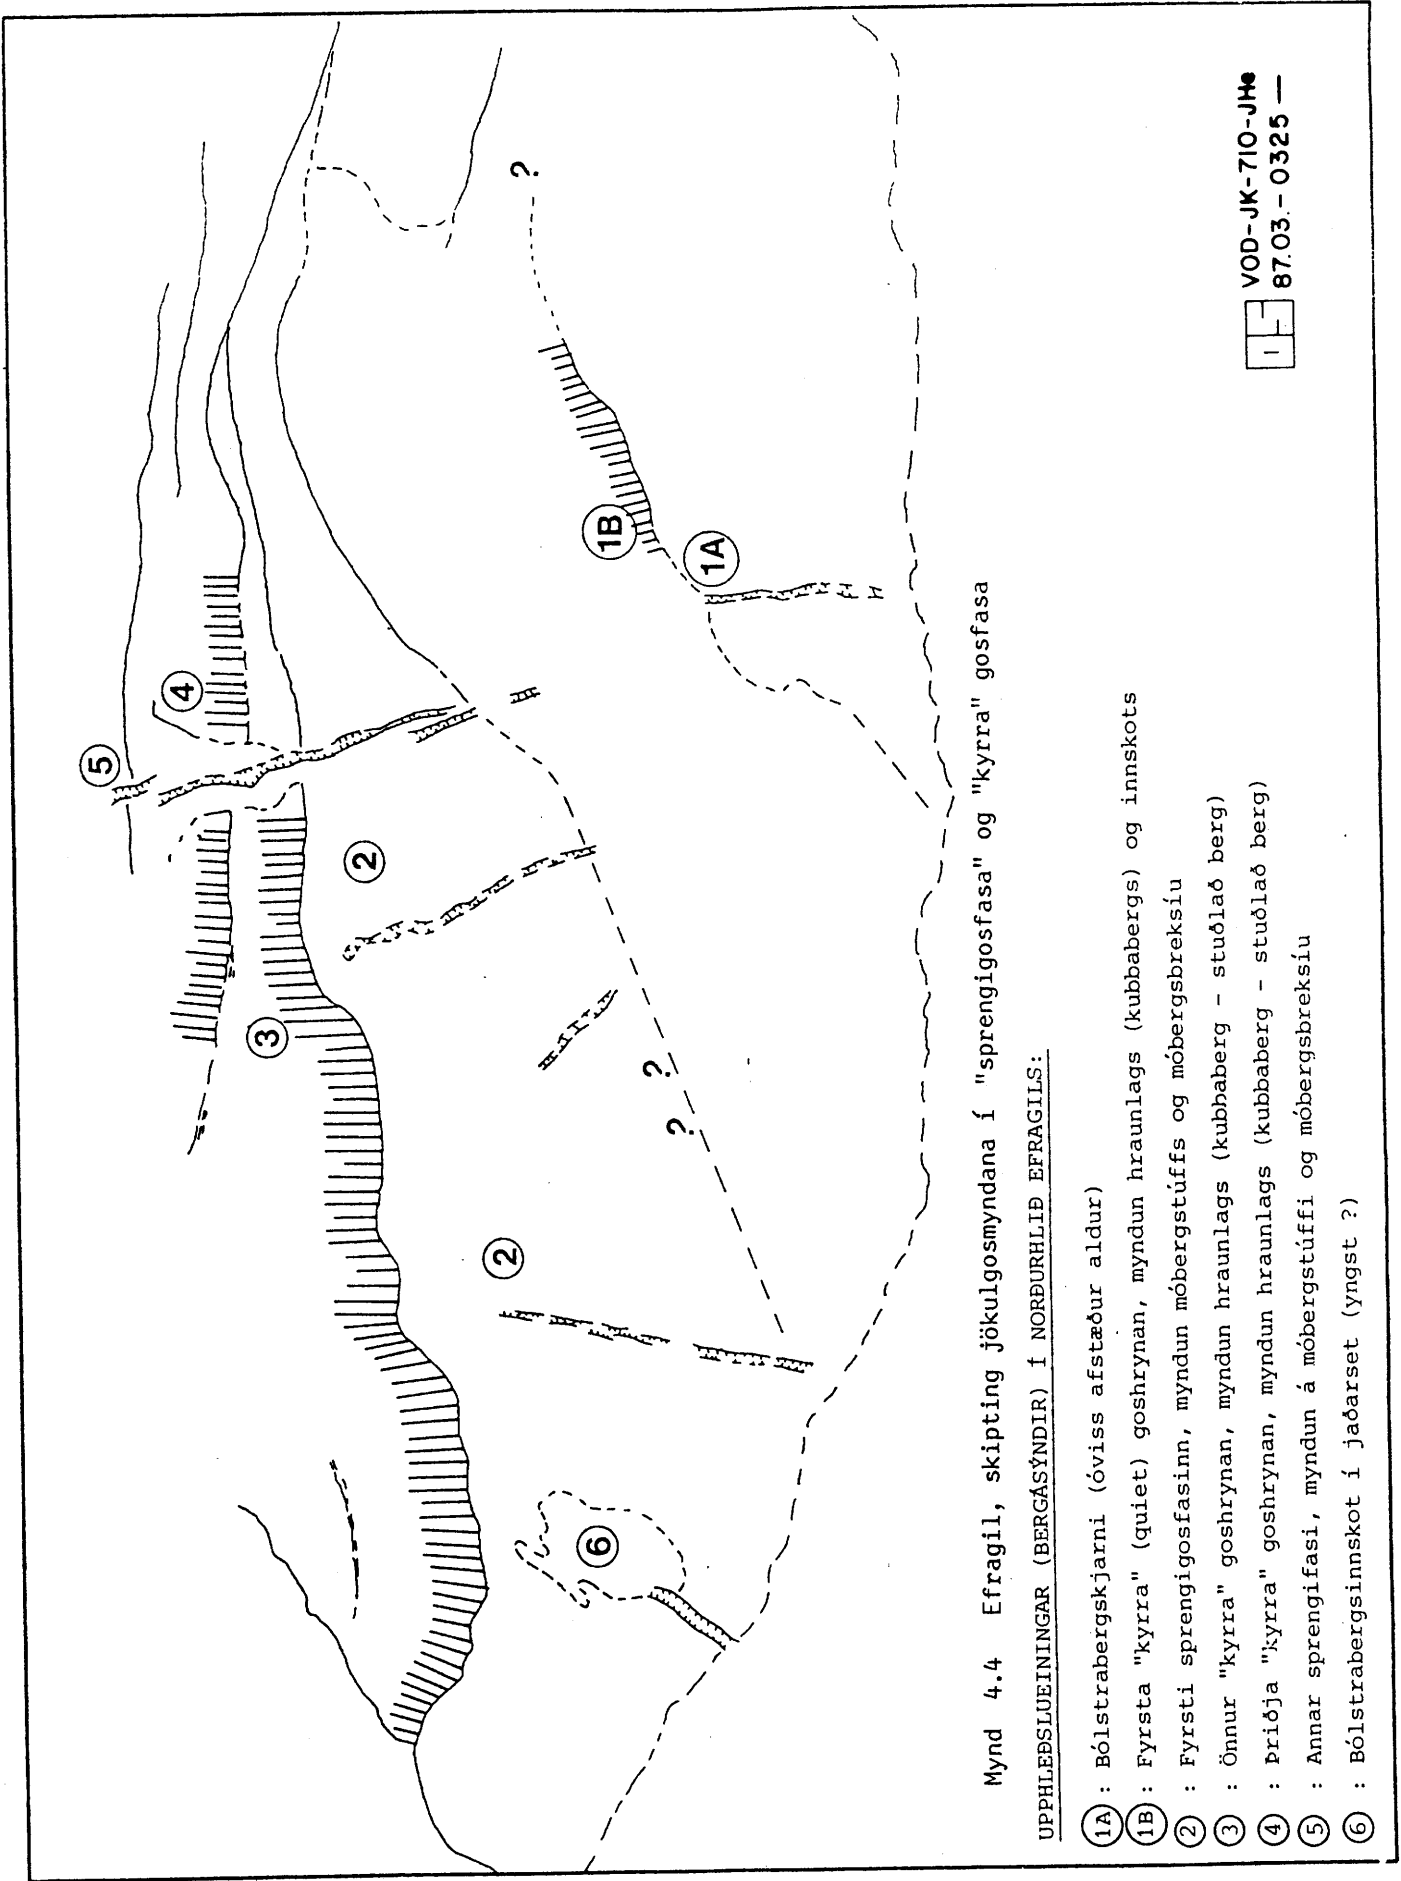 5
4
3
2
2
1B
1A
6
?
?
?
VOD-JK-710-JHe
87.03.-0325—
Mynd 4.4 Efragil, skipting jökulgosmyndana í "sprengigosfasa" og "kyrra" gosfasa
UPPHLEÐSLUEININGAR (BERGÁSÝNDIR) Í NORÐURHLIÐ EFRAGILS:
1A : Bólstrabergskjarni (óviss afstæður aldur)
1B : Fyrsta "kyrra" (quiet) goshrynan, myndun hraunlags (kubbabergs) og innskots
2 : Fyrsti sprengigosfasinn, myndun móbergstúffs og móbergsbreksíu
3 : Önnur "kyrra" goshrynan, myndun hraunlags (kubbaberg - stuðlað berg)
4 : Þriðja "kyrra" goshrynan, myndun hraunlags (kubbaberg - stuðlað berg)
5 : Annar sprengifasi, myndun á móbergstúffi og móbergsbreksíu
6 : Bólstrabergsinnskot í jaðarset (yngst ?)